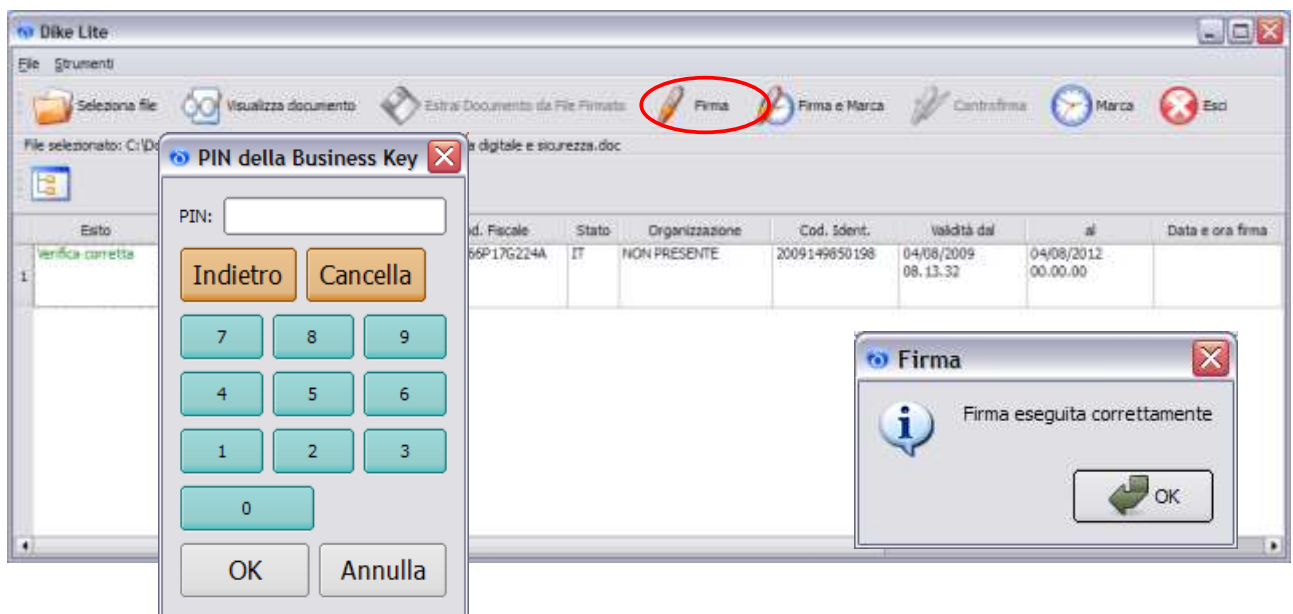 Dike Lite
File Strumenti
Seleziona file Visualizza documento Estrai Documento da File Firmato Firma Firma e Marca Controfirma Marca Esci
File selezionato: C:\Do a digitale e sicurezza.doc
Esito d. Fiscale Stato Organizzazione Cod. Ident. Validità dal al Data e ora firma
1 Verifica corretta 66P17G224A IT NON PRESENTE 2009149850198 04/08/2009 04/08/2012
08.13.32 00.00.00
PIN della Business Key
PIN:
Indietro Cancella
7 8 9
4 5 6
1 2 3
0
OK Annulla
Firma
Firma eseguita correttamente
OK